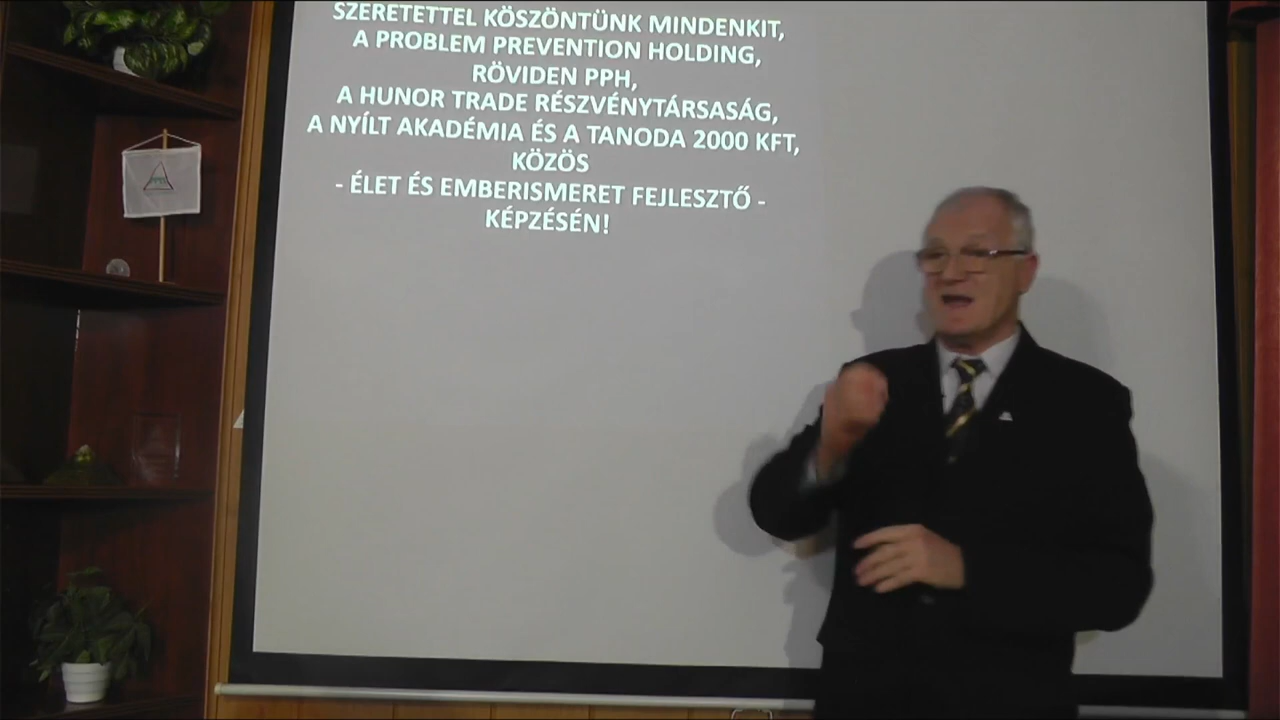 SZERETETTEL KÖSZÖNTÜNK MINDENKIT,
A PROBLEM PREVENTION HOLDING,
RÖVIDEN PPH,
A HUNOR TRADE RÉSZVÉNYTÁRSASÁG,
A NYÍLT AKADÉMIA ÉS A TANODA 2000 KFT,
KÖZÖS
- ÉLET ÉS EMBERISMERET FEJLESZTŐ -
KÉPZÉSÉN!